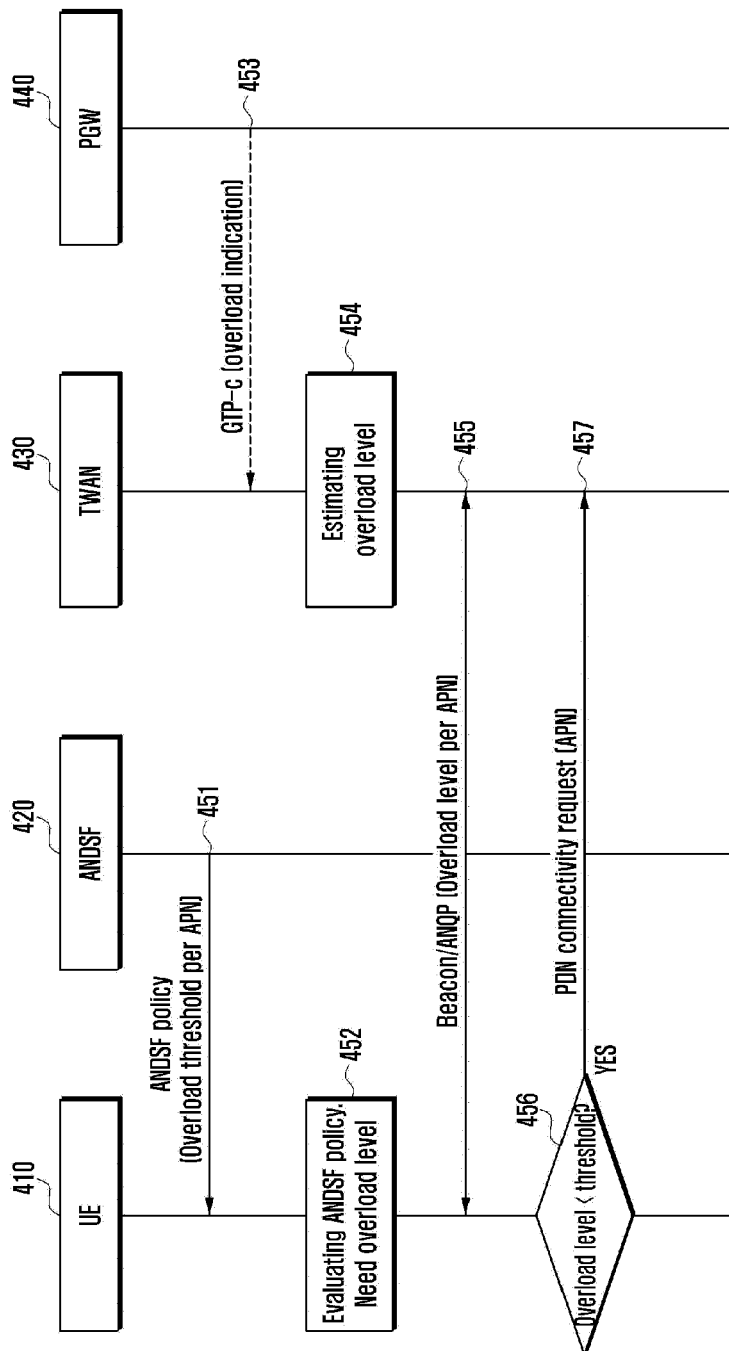 410
UE
420
ANDSF
430
TWAN
440
PGW
451
ANDSF policy
(Overload threshold per APN)
452
Evaluating ANDSF policy.
Need overload level
453
GTP-c (overload indication)
454
Estimating
overload level
455
Beacon/ANQP (Overload level per APN)
456
Overload level < threshold?
YES
457
PDN connectivity request (APN)